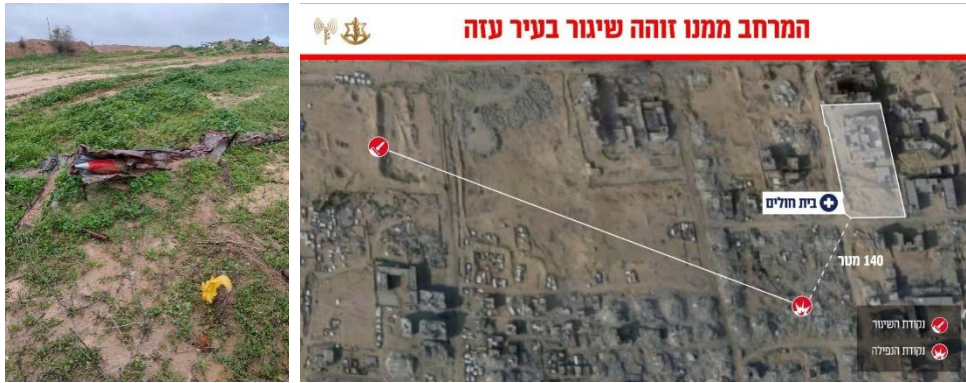 המרחב ממנו זוהה שיגור בעיר עזה
בית חולים
140 מטר
נקודת השיגור
נקודת הנפילה